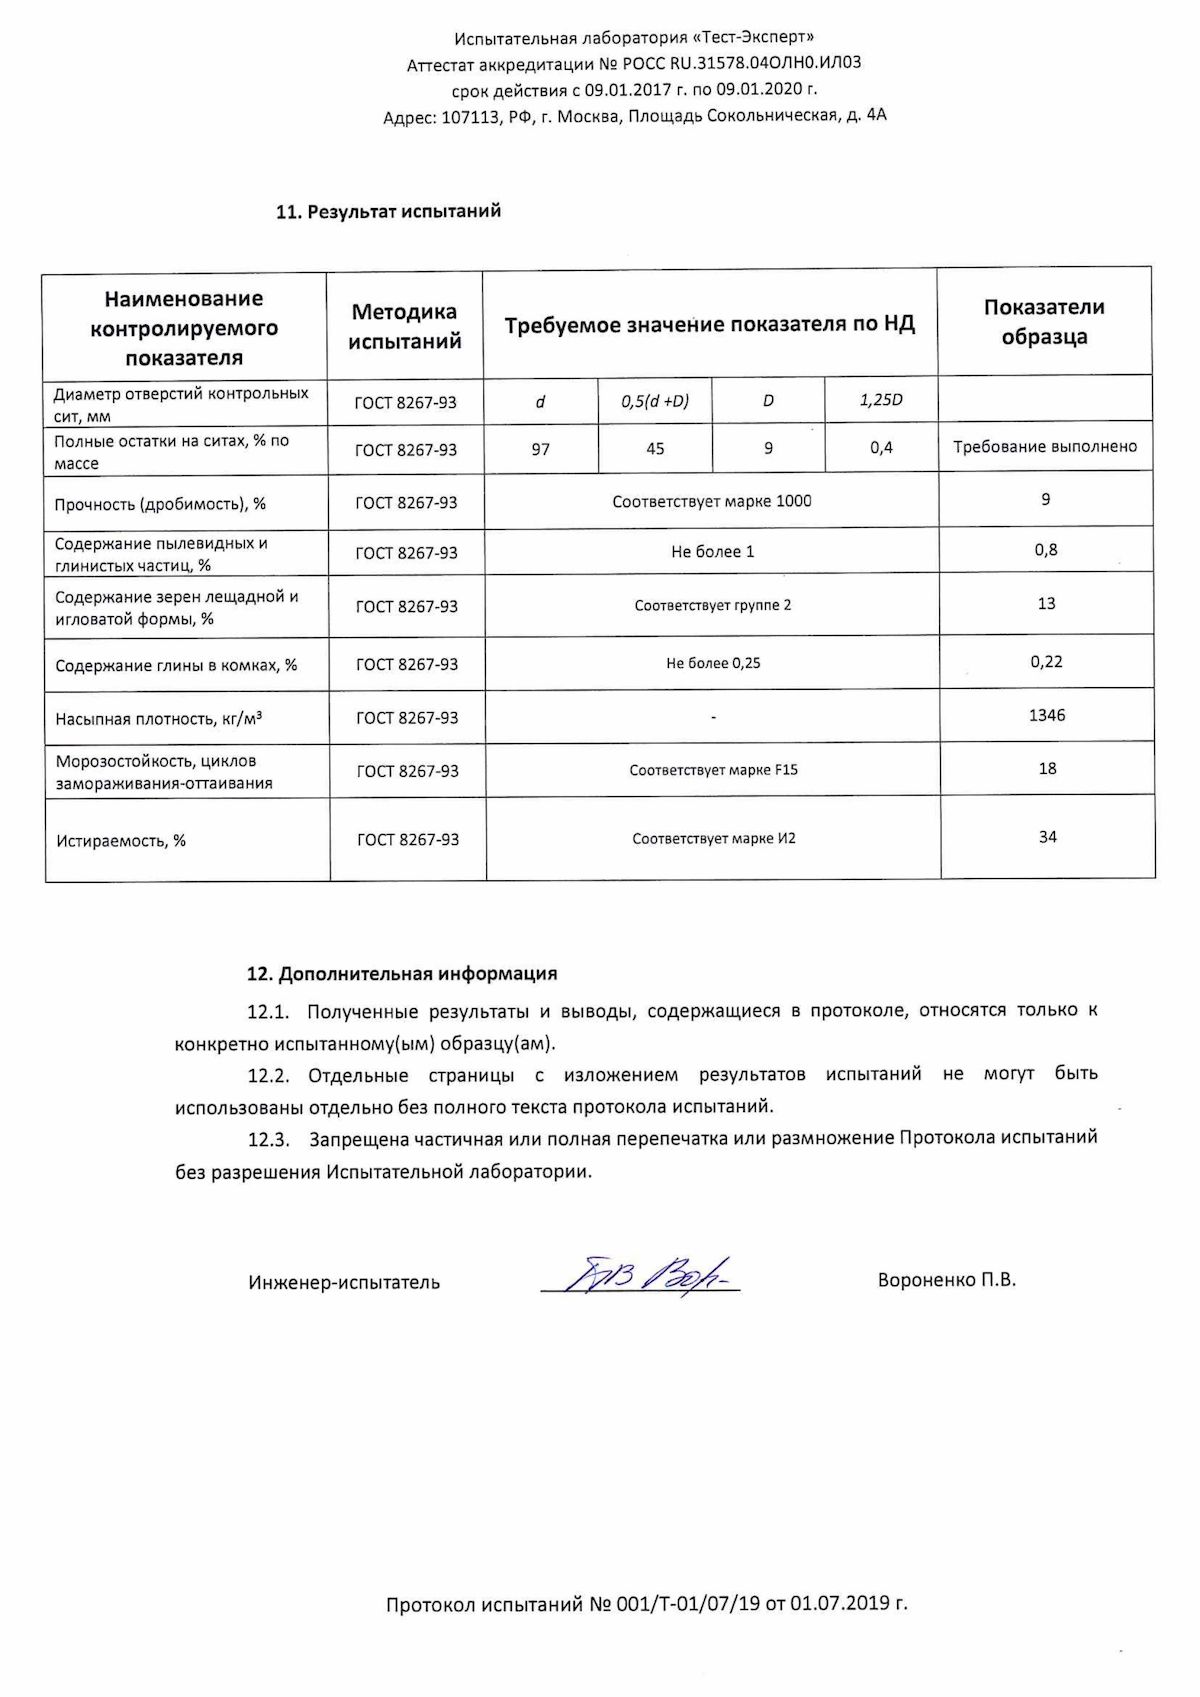 Испытательная лаборатория «Тест-Эксперт»
Аттестат аккредитации № РОСС RU.31578.04ОЛН0.ИЛ03
срок действия с 09.01.2017 г. по 09.01.2020 г.
Адрес: 107113, РФ, г. Москва, Площадь Сокольническая, д. 4А
11. Результат испытаний
Наименование контролируемого показателя | Методика испытаний | Требуемое значение показателя по НД | Показатели образца
Диаметр отверстий контрольных сит, мм | ГОСТ 8267-93 | d | 0,5(d +D) | D | 1,25D
Полные остатки на ситах, % по массе | ГОСТ 8267-93 | 97 | 45 | 9 | 0,4 | Требование выполнено
Прочность (дробимость), % | ГОСТ 8267-93 | Соответствует марке 1000 | 9
Содержание пылевидных и глинистых частиц, % | ГОСТ 8267-93 | Не более 1 | 0,8
Содержание зерен лещадной и игловатой формы, % | ГОСТ 8267-93 | Соответствует группе 2 | 13
Содержание глины в комках, % | ГОСТ 8267-93 | Не более 0,25 | 0,22
Насыпная плотность, кг/м³ | ГОСТ 8267-93 | - | 1346
Морозостойкость, циклов замораживания-оттаивания | ГОСТ 8267-93 | Соответствует марке F15 | 18
Истираемость, % | ГОСТ 8267-93 | Соответствует марке И2 | 34
12. Дополнительная информация
12.1. Полученные результаты и выводы, содержащиеся в протоколе, относятся только к
конкретно испытанному(ым) образцу(ам).
12.2. Отдельные страницы с изложением результатов испытаний не могут быть
использованы отдельно без полного текста протокола испытаний.
12.3. Запрещена частичная или полная перепечатка или размножение Протокола испытаний
без разрешения Испытательной лаборатории.
Инженер-испытатель Вороненко П.В.
Протокол испытаний № 001/Т-01/07/19 от 01.07.2019 г.